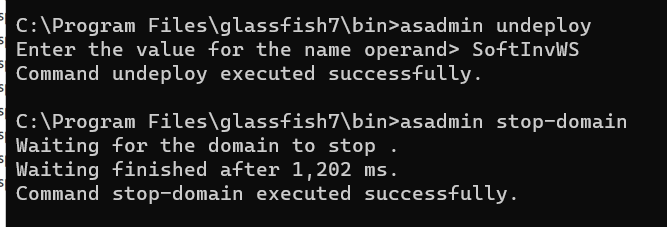 C:\Program Files\glassfish7\bin>asadmin undeploy
Enter the value for the name operand> SoftInvWS
Command undeploy executed successfully.
C:\Program Files\glassfish7\bin>asadmin stop-domain
Waiting for the domain to stop .
Waiting finished after 1,202 ms.
Command stop-domain executed successfully.